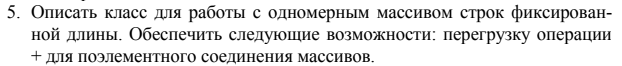 5. Описать класс для работы с одномерным массивом строк фиксирован-
ной длины. Обеспечить следующие возможности: перегрузку операции
+ для поэлементного соединения массивов.